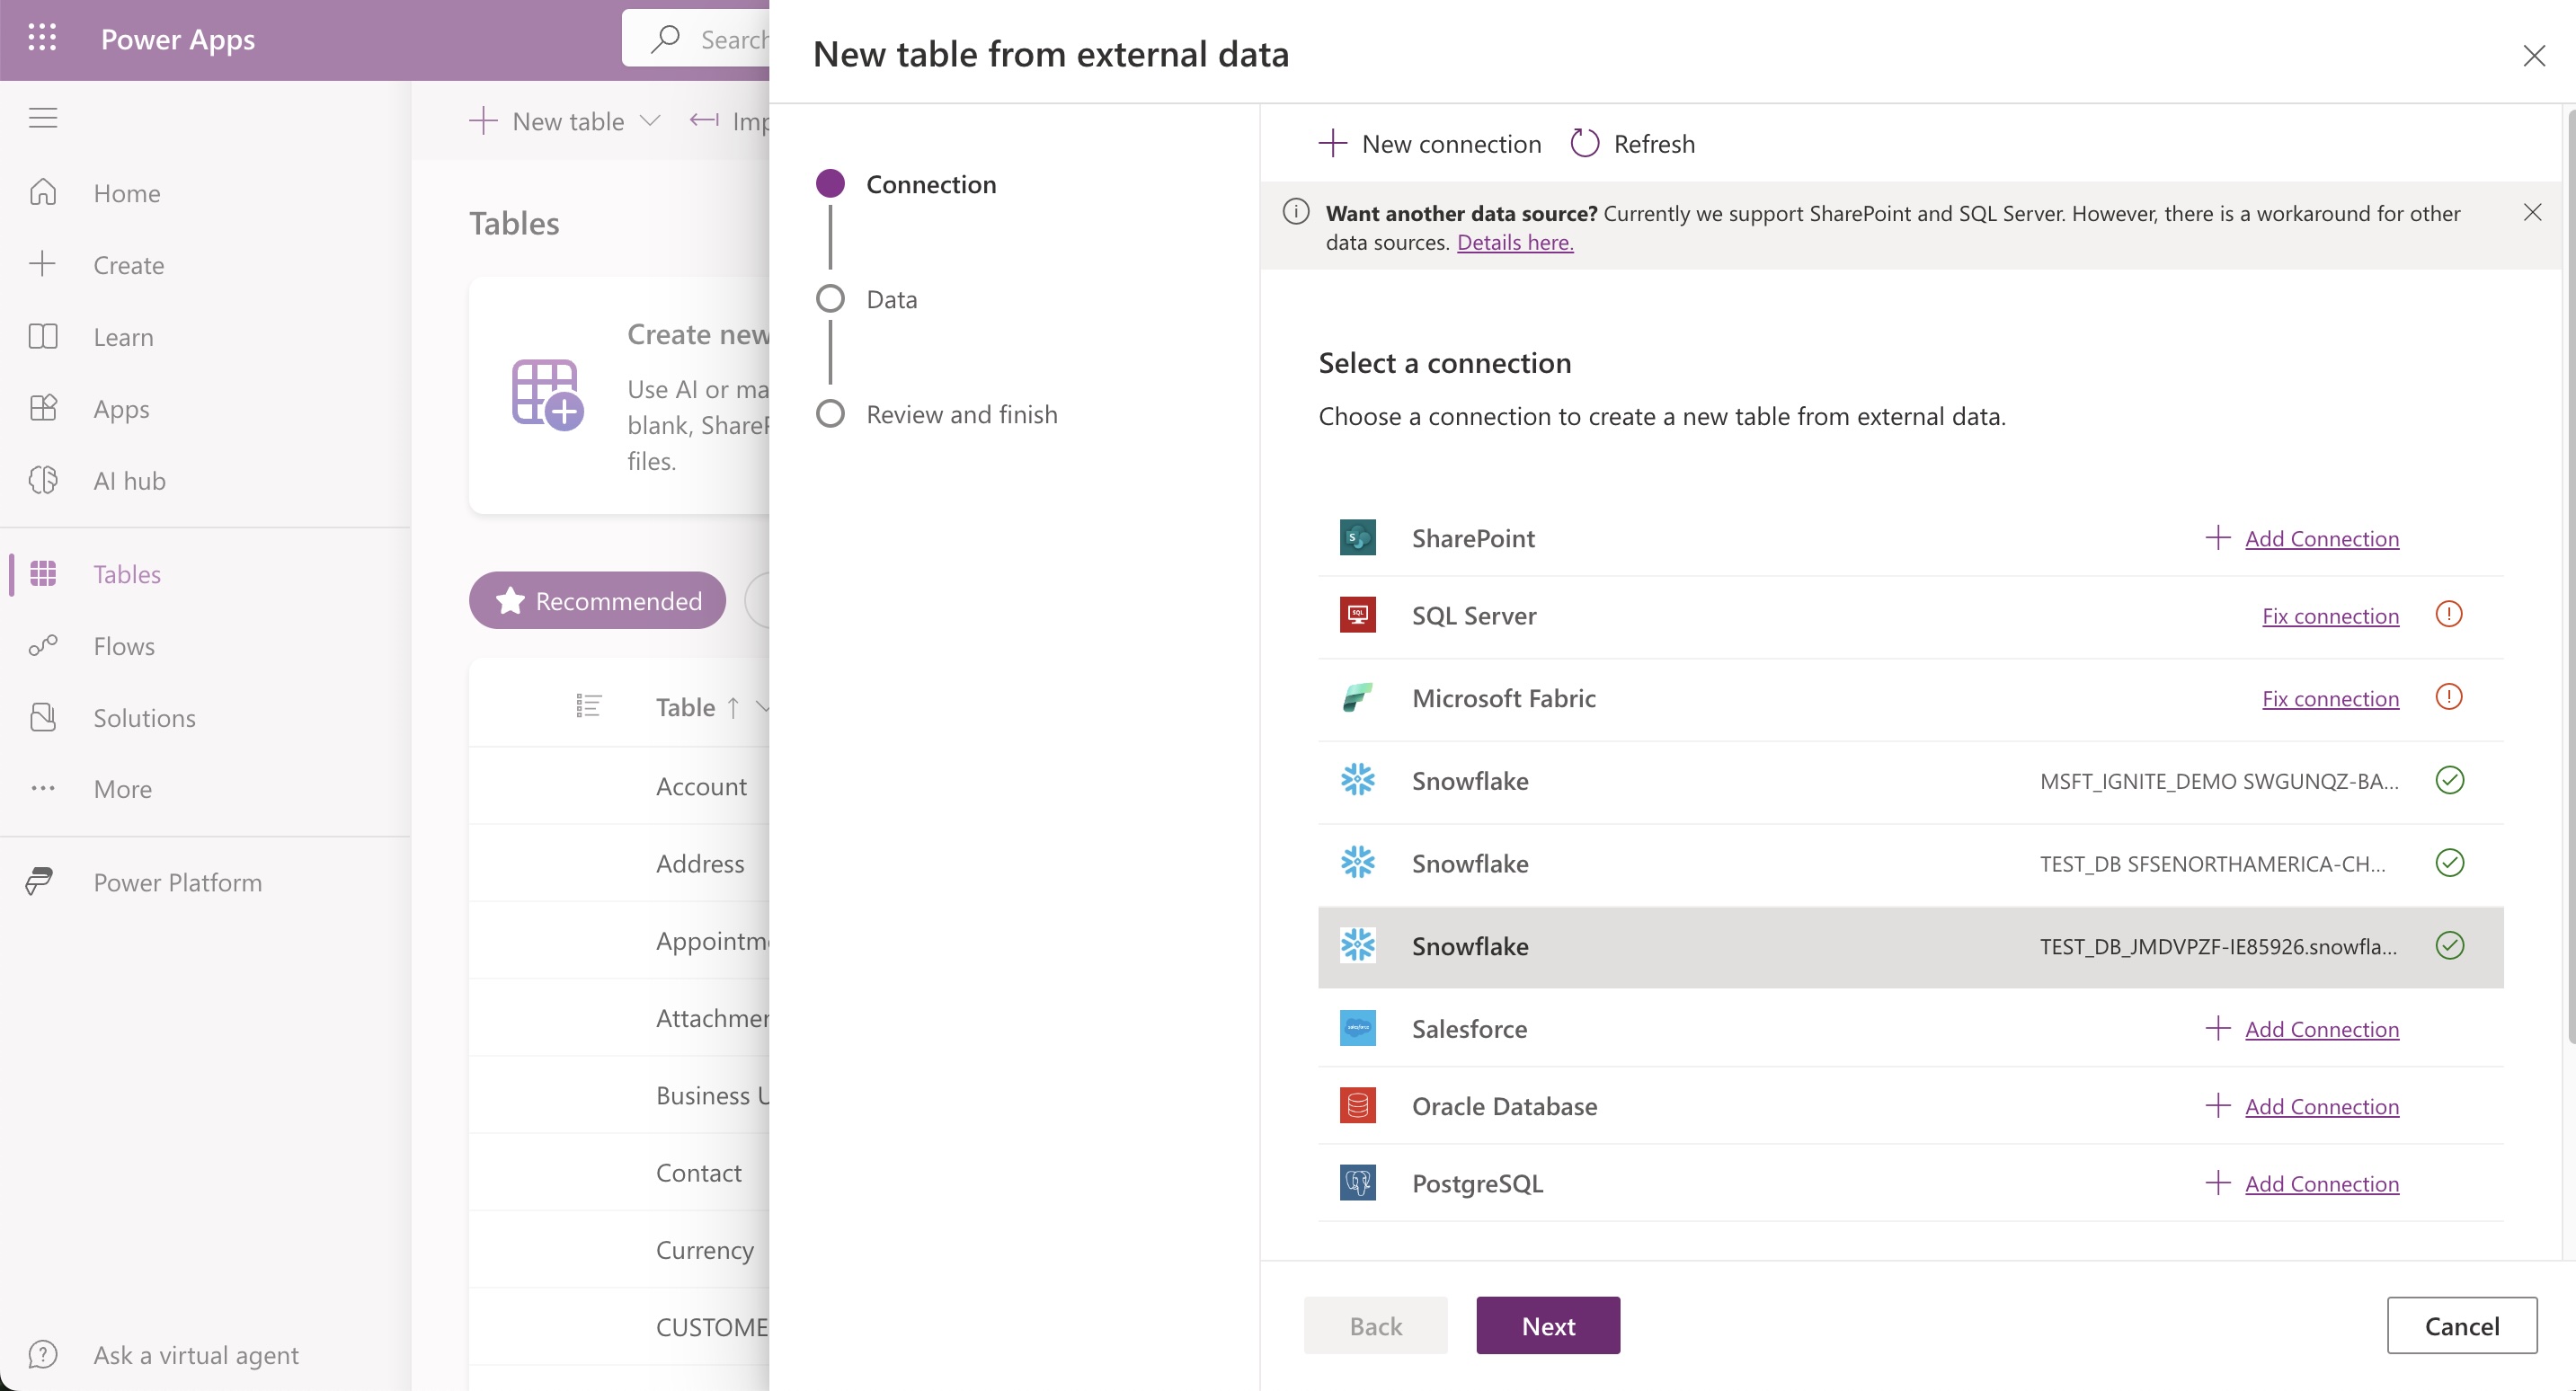 Power Apps
Search
New table from external data
Home
Create
Learn
Apps
AI hub
Tables
Flows
Solutions
More
Power Platform
Ask a virtual agent
New table
Imp
Tables
Create new
Use AI or ma
blank, ShareP
files.
Recommended
Table
Account
Address
Appointme
Attachmen
Business U
Contact
Currency
CUSTOME
Connection
Data
Review and finish
New connection
Refresh
Want another data source? Currently we support SharePoint and SQL Server. However, there is a workaround for other
data sources. Details here.
Select a connection
Choose a connection to create a new table from external data.
SharePoint
Add Connection
SQL Server
Fix connection
Microsoft Fabric
Fix connection
Snowflake
MSFT_IGNITE_DEMO SWGUNQZ-BA...
Snowflake
TEST_DB SFSENORTHAMERICA-CH...
Snowflake
TEST_DB_JMDVPZF-IE85926.snowfla...
Salesforce
Add Connection
Oracle Database
Add Connection
PostgreSQL
Add Connection
Back
Next
Cancel